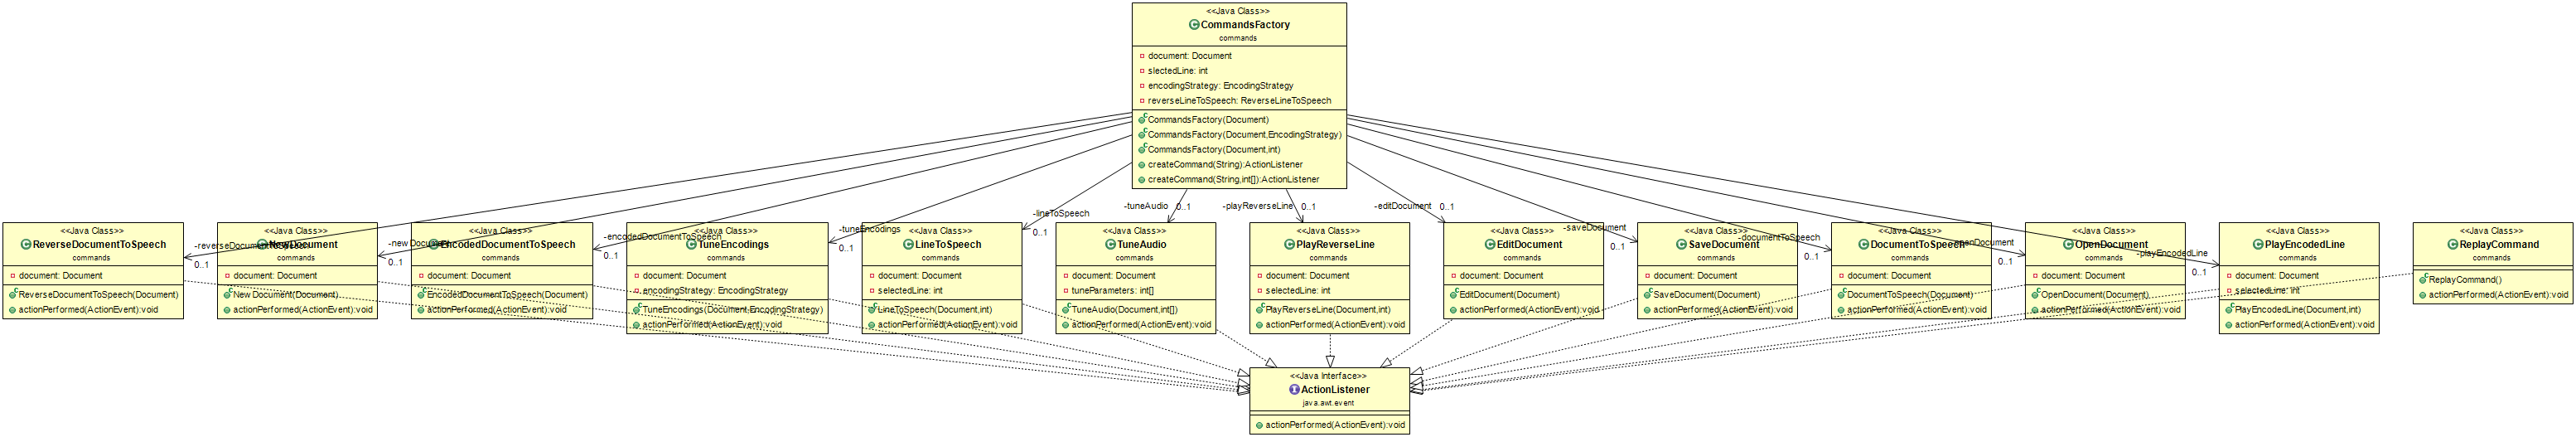 <<Java Class>>
CommandsFactory
commands
document: Document
slectedLine: int
encodingStrategy: EncodingStrategy
reverseLineToSpeech: ReverseLineToSpeech
CommandsFactory(Document)
CommandsFactory(Document,EncodingStrategy)
CommandsFactory(Document,int)
createCommand(String):ActionListener
createCommand(String,int[]):ActionListener
-reverseDocumentToSpeech
0..1
-newDocument
0..1
-encodedDocumentToSpeech
0..1
-tuneEncodings
0..1
-lineToSpeech
0..1
-tuneAudio
0..1
-playReverseLine
0..1
-editDocument
0..1
-saveDocument
0..1
-documentToSpeech
0..1
-openDocument
0..1
-playEncodedLine
0..1
<<Java Class>>
ReverseDocumentToSpeech
commands
document: Document
ReverseDocumentToSpeech(Document)
actionPerformed(ActionEvent):void
<<Java Class>>
NewDocument
commands
document: Document
NewDocument(Document)
actionPerformed(ActionEvent):void
<<Java Class>>
EncodedDocumentToSpeech
commands
document: Document
EncodedDocumentToSpeech(Document)
actionPerformed(ActionEvent):void
<<Java Class>>
TuneEncodings
commands
document: Document
encodingStrategy: EncodingStrategy
TuneEncodings(Document,EncodingStrategy)
actionPerformed(ActionEvent):void
<<Java Class>>
LineToSpeech
commands
document: Document
selectedLine: int
LineToSpeech(Document,int)
actionPerformed(ActionEvent):void
<<Java Class>>
TuneAudio
commands
document: Document
tuneParameters: int[]
TuneAudio(Document,int[])
actionPerformed(ActionEvent):void
<<Java Class>>
PlayReverseLine
commands
document: Document
selectedLine: int
PlayReverseLine(Document,int)
actionPerformed(ActionEvent):void
<<Java Class>>
EditDocument
commands
document: Document
EditDocument(Document)
actionPerformed(ActionEvent):void
<<Java Class>>
SaveDocument
commands
document: Document
SaveDocument(Document)
actionPerformed(ActionEvent):void
<<Java Class>>
DocumentToSpeech
commands
document: Document
DocumentToSpeech(Document)
actionPerformed(ActionEvent):void
<<Java Class>>
OpenDocument
commands
document: Document
OpenDocument(Document)
actionPerformed(ActionEvent):void
<<Java Class>>
PlayEncodedLine
commands
document: Document
selectedLine: int
PlayEncodedLine(Document,int)
actionPerformed(ActionEvent):void
<<Java Class>>
ReplayCommand
commands
ReplayCommand()
actionPerformed(ActionEvent):void
<<Java Interface>>
ActionListener
java.awt.event
actionPerformed(ActionEvent):void